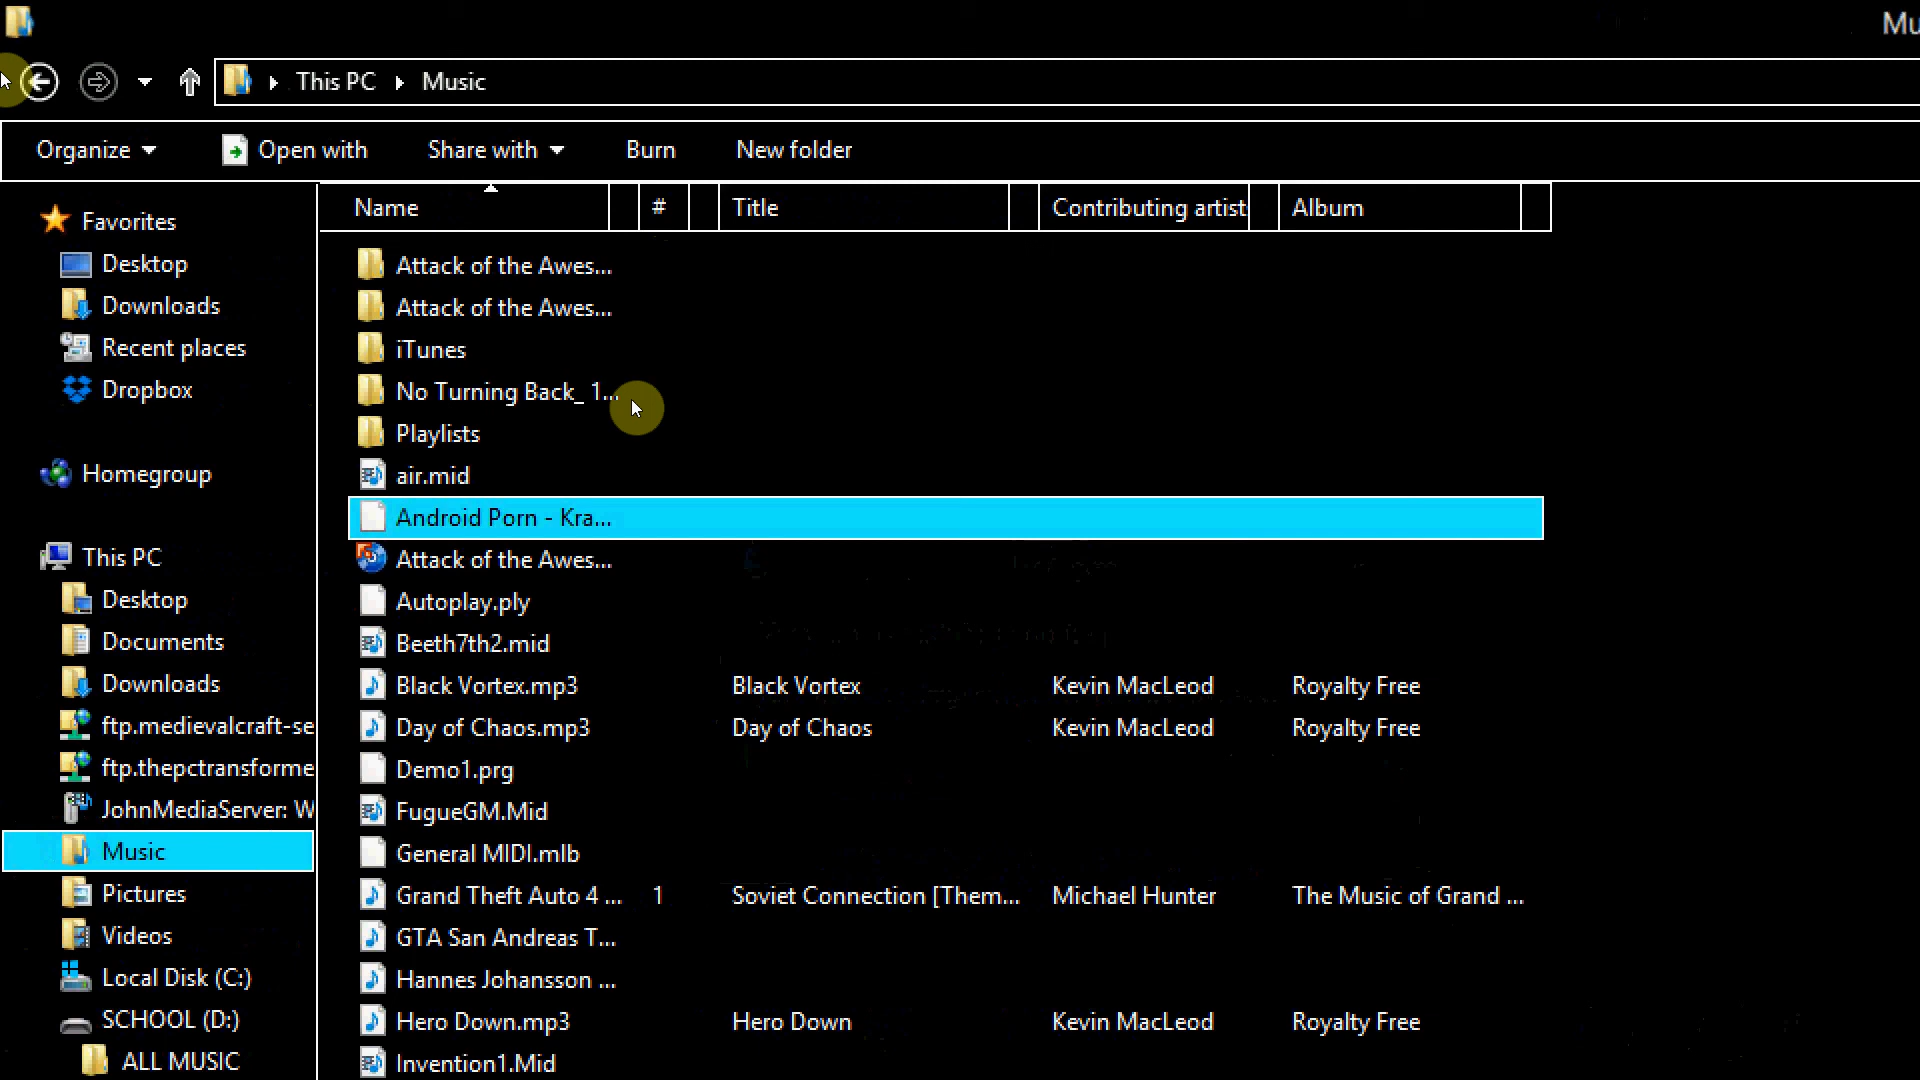 Mu
This PC Music
Organize Open with Share with Burn New folder
Name # Title Contributing artist Album
Favorites
Desktop
Downloads
Recent places
Dropbox
Homegroup
This PC
Desktop
Documents
Downloads
ftp.medievalcraft-se
ftp.thepctransforme
JohnMediaServer: W
Music
Pictures
Videos
Local Disk (C:)
SCHOOL (D:)
ALL MUSIC
Attack of the Awes...
Attack of the Awes...
iTunes
No Turning Back_ 1...
Playlists
air.mid
Android Porn - Kra...
Attack of the Awes...
Autoplay.ply
Beeth7th2.mid
Black Vortex.mp3 Black Vortex Kevin MacLeod Royalty Free
Day of Chaos.mp3 Day of Chaos Kevin MacLeod Royalty Free
Demo1.prg
FugueGM.Mid
General MIDI.mlb
Grand Theft Auto 4 ... 1 Soviet Connection [Them... Michael Hunter The Music of Grand ...
GTA San Andreas T...
Hannes Johansson ...
Hero Down.mp3 Hero Down Kevin MacLeod Royalty Free
Invention1.Mid